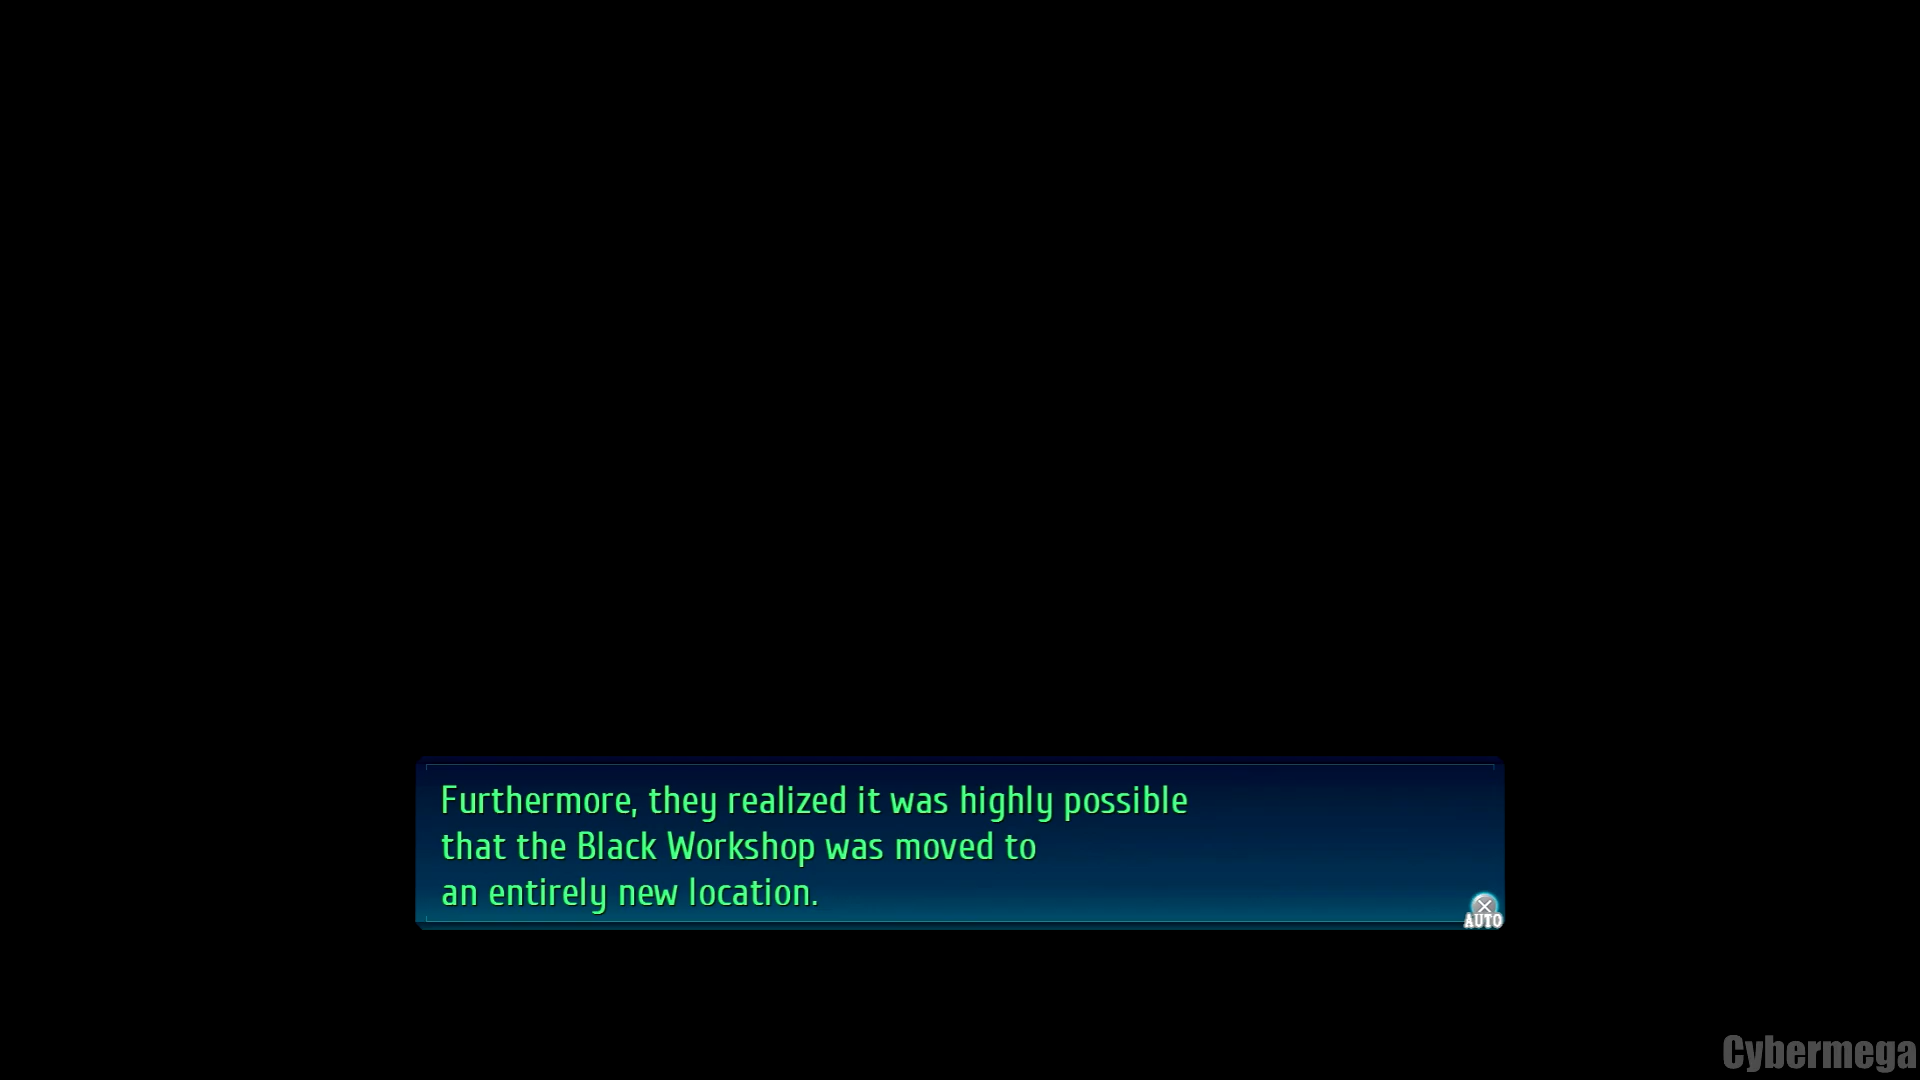 Furthermore, they realized it was highly possible
that the Black Workshop was moved to
an entirely new location.
AUTO
Cybermega